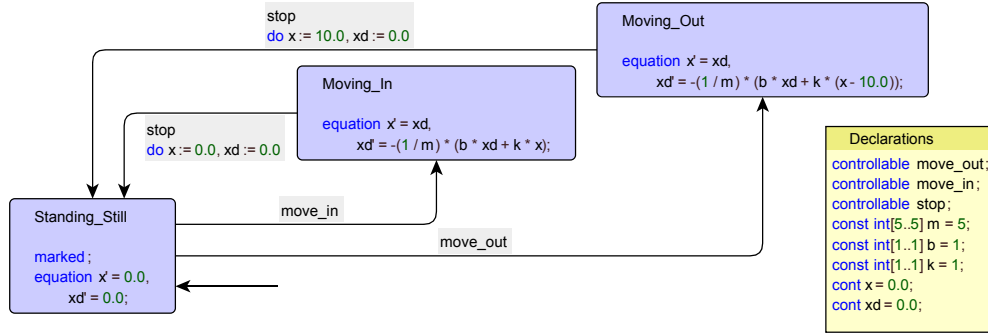 stop
do x := 10.0, xd := 0.0
Moving_Out
equation x' = xd,
xd' = -(1 / m) * (b * xd + k * (x - 10.0));
Moving_In
equation x' = xd,
xd' = -(1 / m) * (b * xd + k * x);
stop
do x := 0.0, xd := 0.0
Standing_Still
marked;
equation x' = 0.0,
xd' = 0.0;
move_in
move_out
Declarations
controllable move_out;
controllable move_in;
controllable stop;
const int[5..5] m = 5;
const int[1..1] b = 1;
const int[1..1] k = 1;
cont x = 0.0;
cont xd = 0.0;